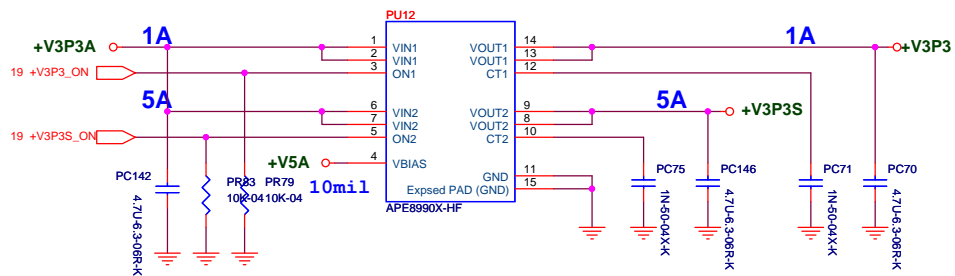 PU12
+V3P3A 1A 1 VIN1 VOUT1 14 1A +V3P3
2 VIN1 VOUT1 13
19 +V3P3_ON 3 ON1 CT1 12
5A 6 VIN2 VOUT2 9 5A +V3P3S
7 VIN2 VOUT2 8
19 +V3P3S_ON 5 ON2 CT2 10
+V5A 4 VBIAS
10mil
GND 11
Expsed PAD (GND) 15
APE8990X-HF
PC142
4.7U-6.3-06R-K
PR83
10K-04
PR79
10K-04
PC75
1N-50-04X-K
PC146
4.7U-6.3-06R-K
PC71
1N-50-04X-K
PC70
4.7U-6.3-06R-K